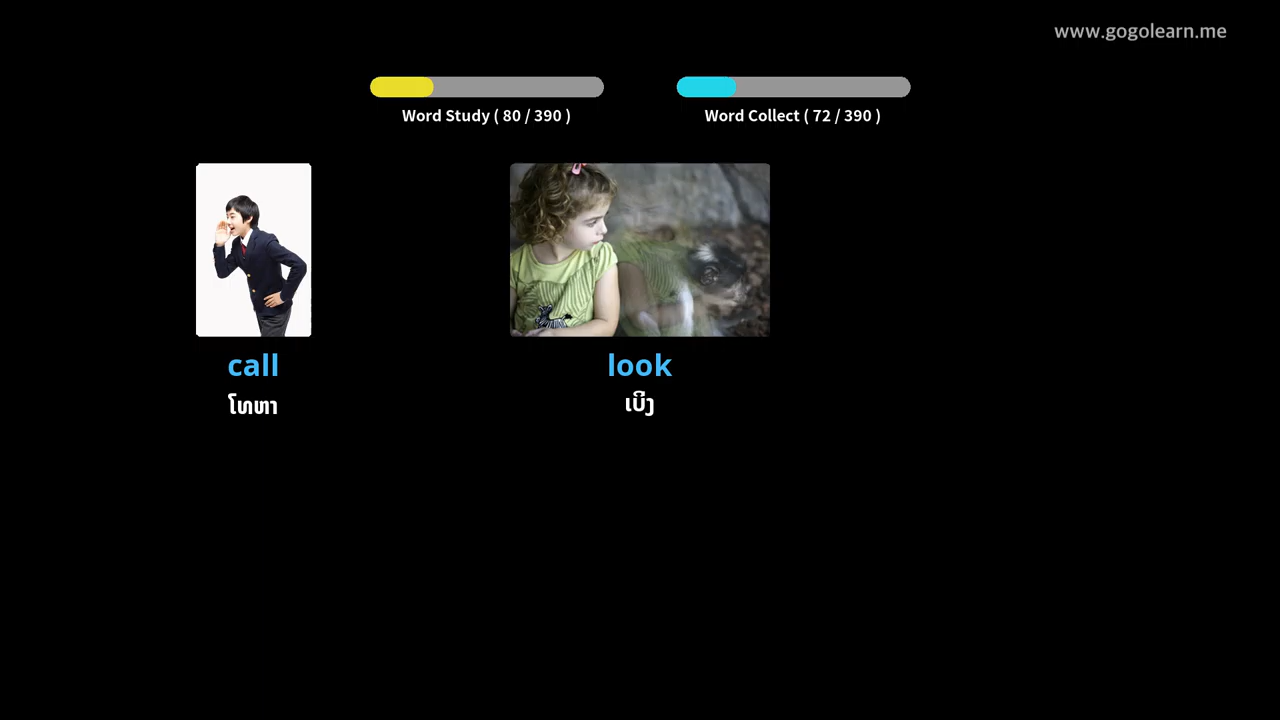 www.gogolearn.me
Word Study ( 80 / 390 )
Word Collect ( 72 / 390 )
call
look
ໂທຫາ
ເບິ່ງ